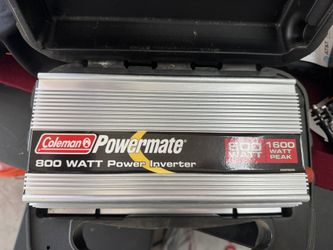 Coleman Powermate
800 WATT Power Inverter
800 WATT
1600 WATT PEAK